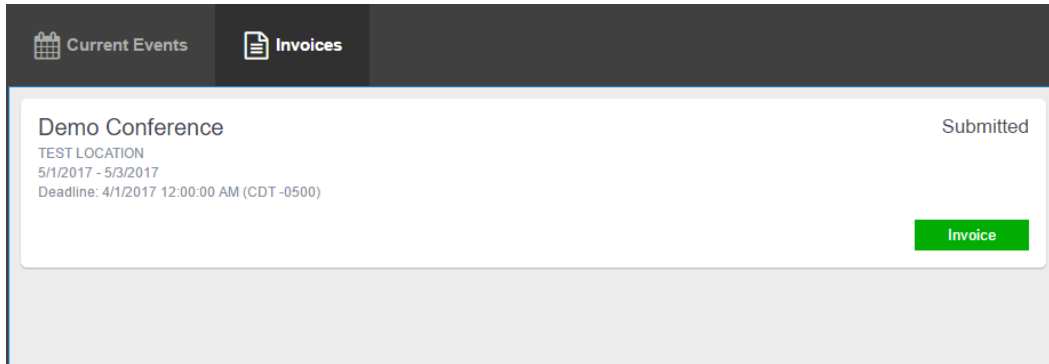 Current Events
Invoices
Demo Conference
Submitted
TEST LOCATION
5/1/2017 - 5/3/2017
Deadline: 4/1/2017 12:00:00 AM (CDT -0500)
Invoice